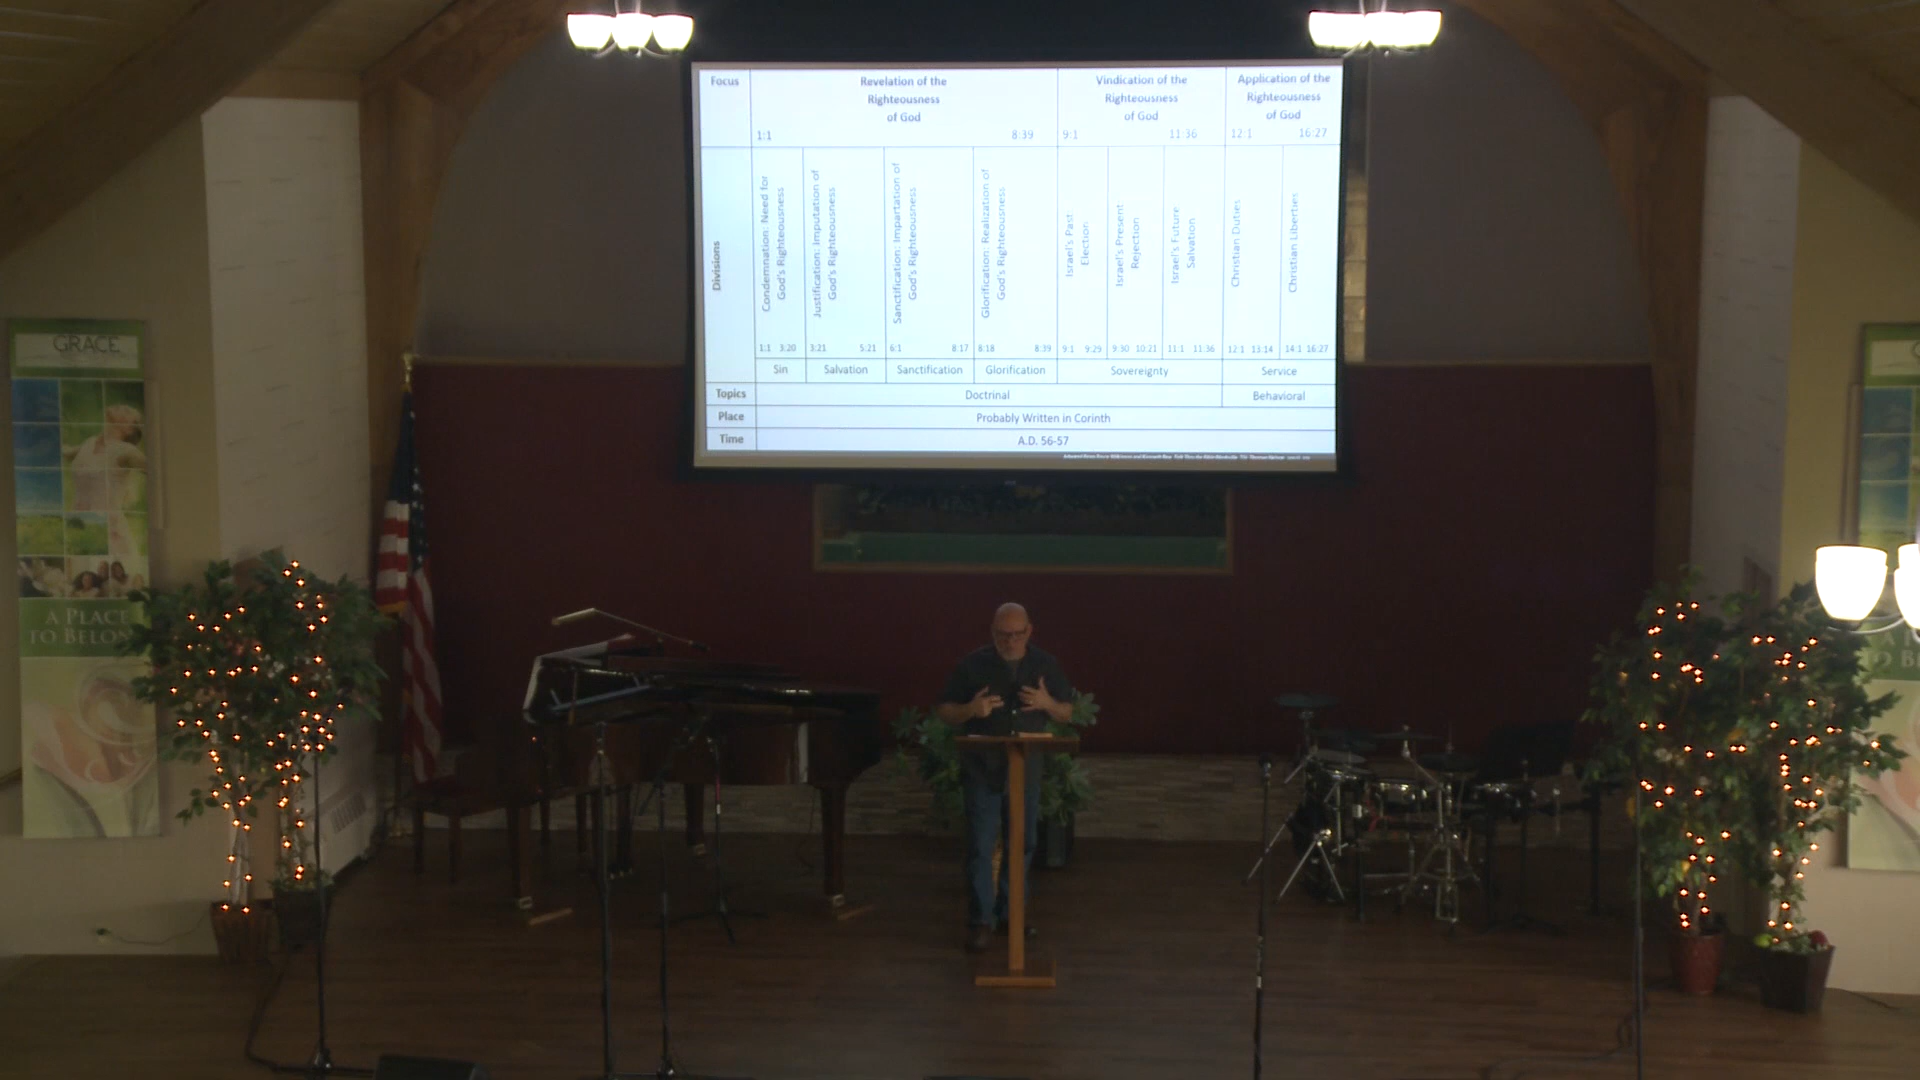 Focus
Revelation of the
Righteousness
of God
1:1 8:39
Vindication of the
Righteousness
of God
9:1 11:36
Application of the
Righteousness
of God
12:1 16:27
Divisions
Condemnation: Need for
God's Righteousness
Justification: Imputation of
God's Righteousness
Sanctification: Impartation of
God's Righteousness
Glorification: Realization of
God's Righteousness
Israel's Past
Election
Israel's Present
Rejection
Israel's Future
Salvation
Christian Duties
Christian Liberties
1:1 3:20 3:21 5:21 6:1 8:17 8:18 8:39 9:1 9:29 9:30 10:21 11:1 11:36 12:1 13:14 14:1 16:27
Sin Salvation Sanctification Glorification Sovereignty Service
Topics Doctrinal Behavioral
Place Probably Written in Corinth
Time A.D. 56-57
GRACE
A PLACE
TO BELON